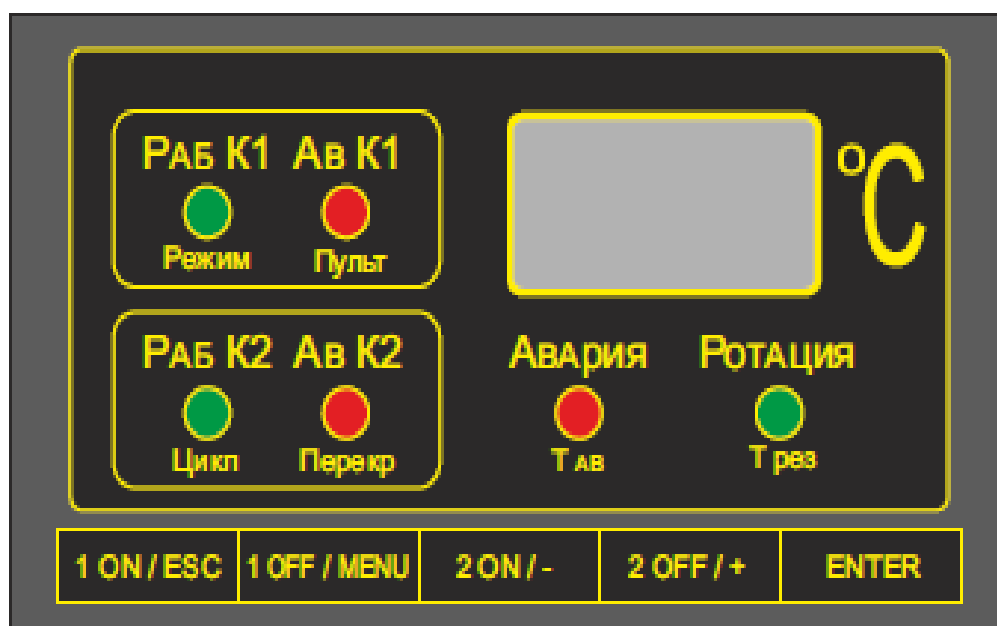 РАБ К1 АВ К1
Режим Пульт
°C
РАБ К2 АВ К2
Цикл Перекр
АВАРИЯ РОТАЦИЯ
Т АВ Т рез
1 ON / ESC 1 OFF / MENU 2 ON / - 2 OFF / + ENTER